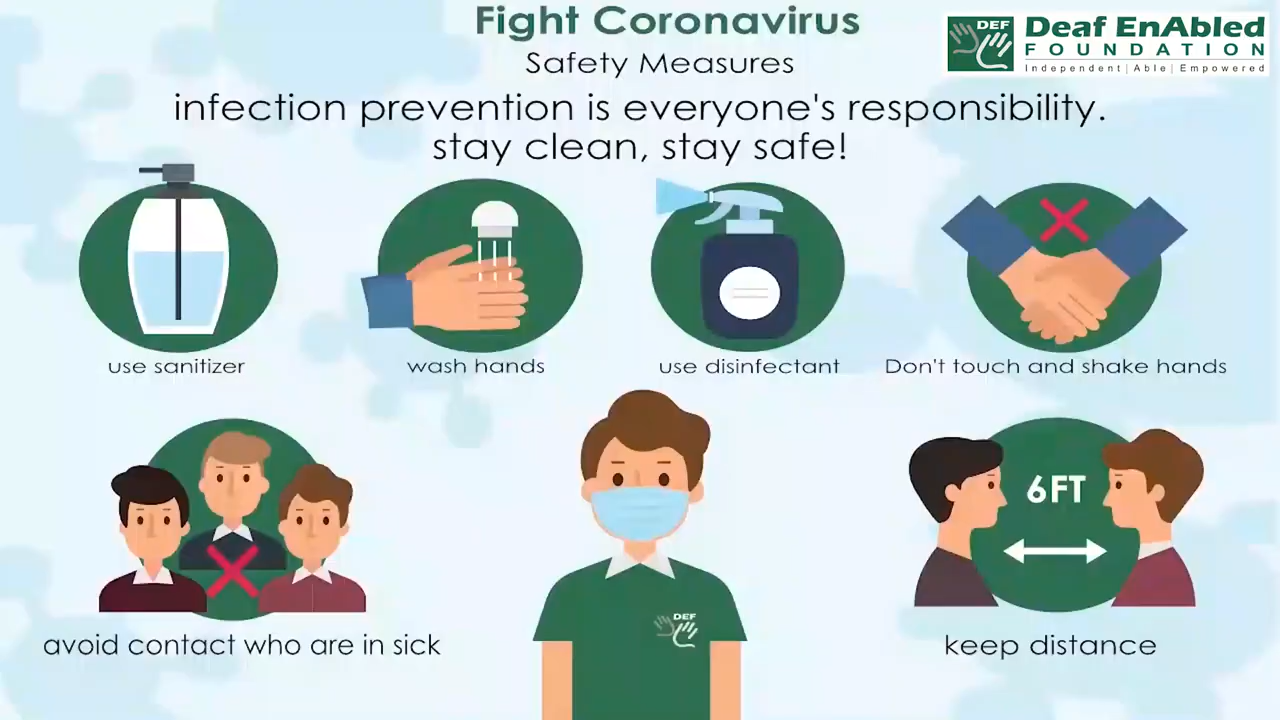 Fight Coronavirus
Safety Measures
DEF
Deaf EnAbled
FOUNDATION
Independent | Able | Empowered
infection prevention is everyone's responsibility.
stay clean, stay safe!
use sanitizer
wash hands
use disinfectant
Don't touch and shake hands
6FT
DEF
avoid contact who are in sick
keep distance